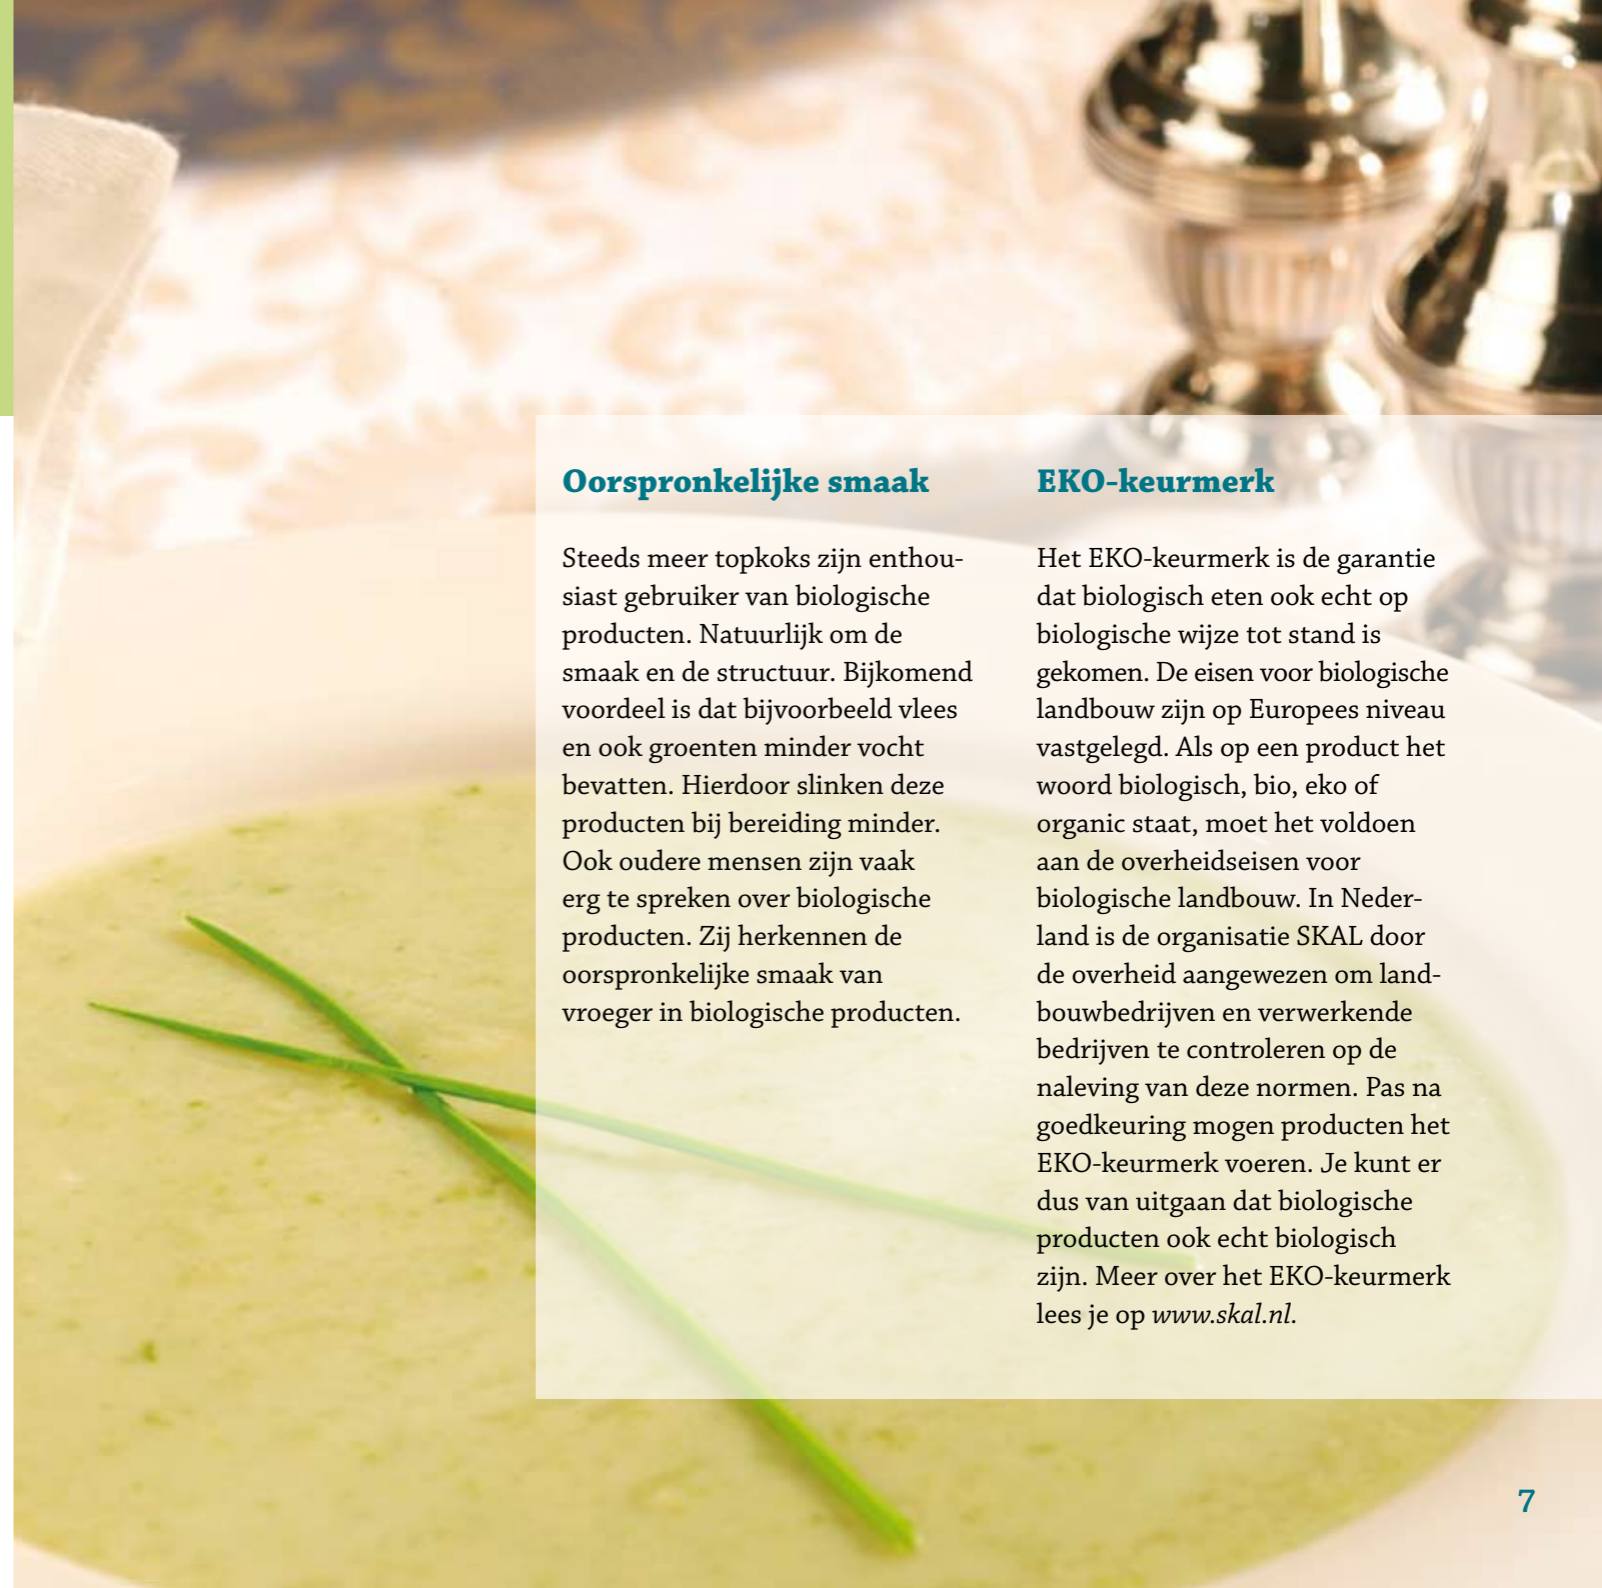 Oorspronkelijke smaak
Steeds meer topkoks zijn enthou-
siast gebruiker van biologische
producten. Natuurlijk om de
smaak en de structuur. Bijkomend
voordeel is dat bijvoorbeeld vlees
en ook groenten minder vocht
bevatten. Hierdoor slinken deze
producten bij bereiding minder.
Ook oudere mensen zijn vaak
erg te spreken over biologische
producten. Zij herkennen de
oorspronkelijke smaak van
vroeger in biologische producten.
EKO-keurmerk
Het EKO-keurmerk is de garantie
dat biologisch eten ook echt op
biologische wijze tot stand is
gekomen. De eisen voor biologische
landbouw zijn op Europees niveau
vastgelegd. Als op een product het
woord biologisch, bio, eko of
organic staat, moet het voldoen
aan de overheidseisen voor
biologische landbouw. In Neder-
land is de organisatie SKAL door
de overheid aangewezen om land-
bouwbedrijven en verwerkende
bedrijven te controleren op de
naleving van deze normen. Pas na
goedkeuring mogen producten het
EKO-keurmerk voeren. Je kunt er
dus van uitgaan dat biologische
producten ook echt biologisch
zijn. Meer over het EKO-keurmerk
lees je op www.skal.nl.
7